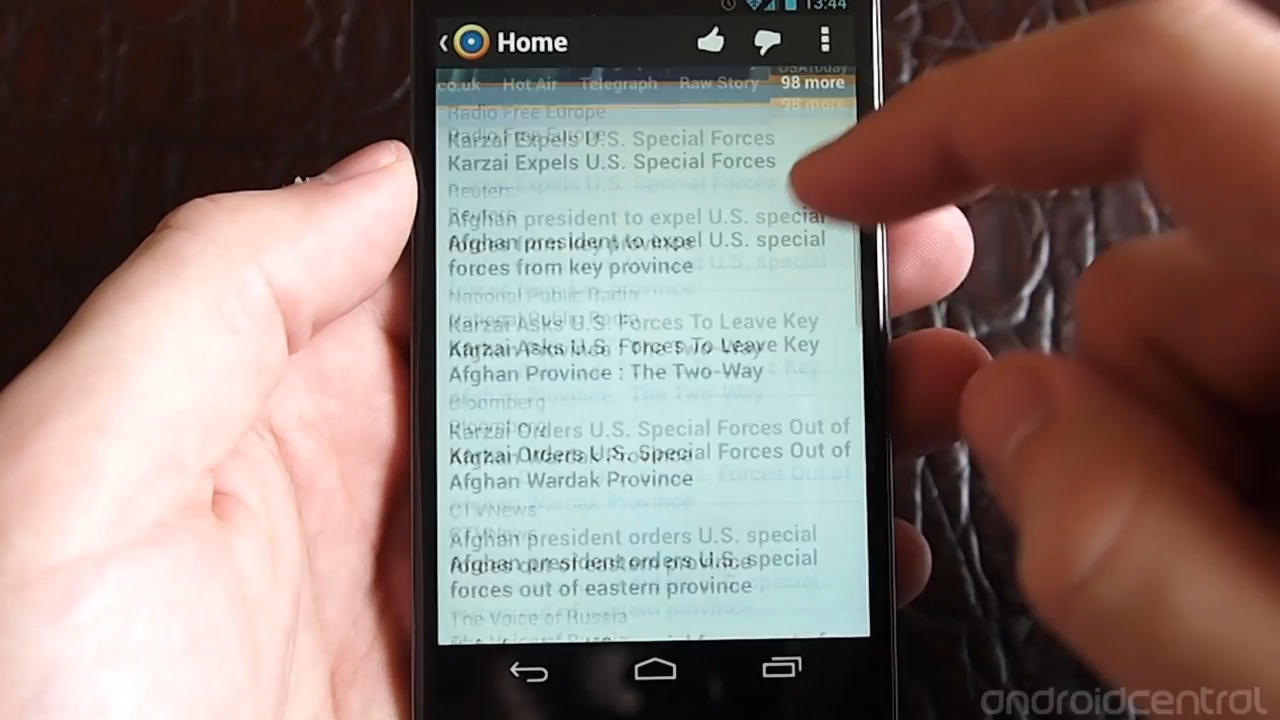 13:44
Home
USAToday
co.uk Hot Air Telegraph Raw Story 98 more
Radio Free Europe
Karzai Expels U.S. Special Forces
Reuters
Afghan president to expel U.S. special
forces from key province
National Public Radio
Karzai Asks U.S. Forces To Leave Key
Afghan Province : The Two-Way
Bloomberg
Karzai Orders U.S. Special Forces Out of
Afghan Wardak Province
CTVNews
Afghan president orders U.S. special
forces out of eastern province
The Voice of Russia
androidcentral